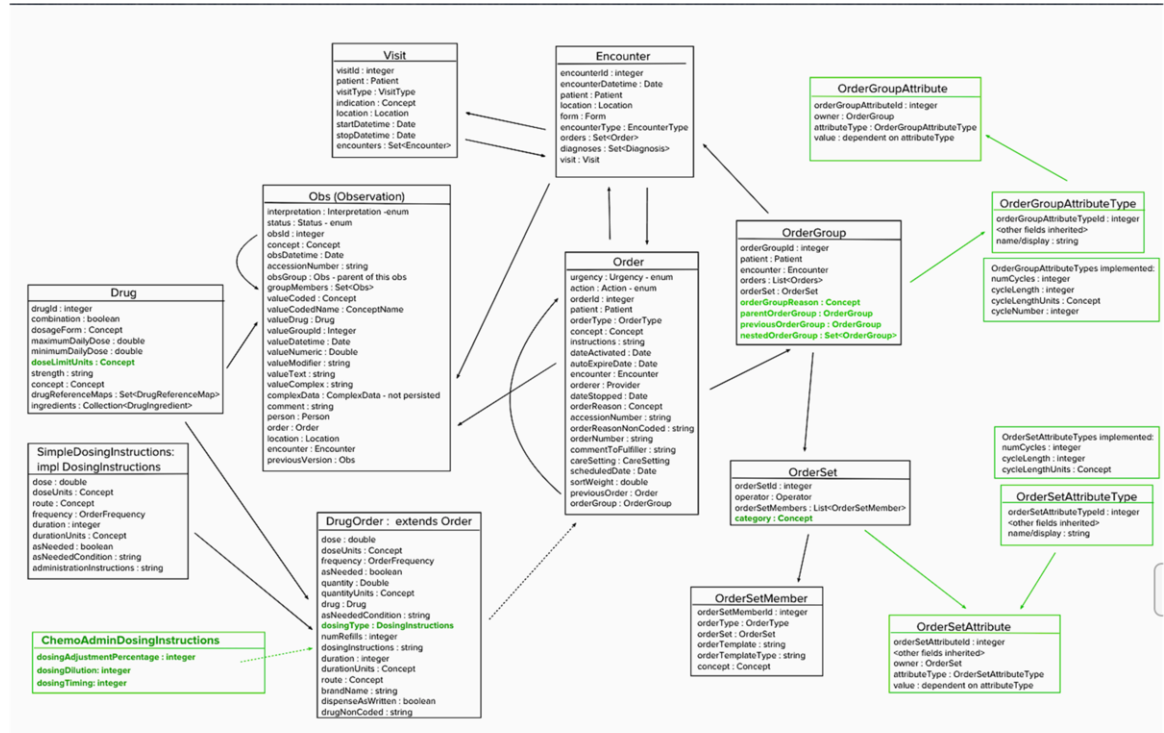 Visit
visitId : integer
patient : Patient
visitType : VisitType
indication : Concept
location : Location
startDatetime : Date
stopDatetime : Date
encounters : Set<Encounter>
Encounter
encounterId : integer
encounterDatetime : Date
patient : Patient
location : Location
form : Form
encounterType : EncounterType
orders : Set<Order>
diagnoses : Set<Diagnosis>
visit : Visit
OrderGroupAttribute
orderGroupAttributeId : integer
owner : OrderGroup
attributeType : OrderGroupAttributeType
value : dependent on attributeType
Obs (Observation)
interpretation : Interpretation -enum
status : Status - enum
obsId : integer
concept : Concept
obsDatetime : Date
accessionNumber : string
obsGroup : Obs - parent of this obs
groupMembers : Set<Obs>
valueCoded : Concept
valueCodedName : ConceptName
valueDrug : Drug
valueGroupId : Integer
valueDatetime : Date
valueNumeric : Double
valueModifier : string
valueText : string
valueComplex : string
complexData : ComplexData - not persisted
comment : string
person : Person
order : Order
location : Location
encounter : Encounter
previousVersion : Obs
OrderGroupAttributeType
orderGroupAttributeTypeId : integer
<other fields inherited>
name/display : string
OrderGroupAttributeTypes implemented:
numCycles : integer
cycleLength : integer
cycleLengthUnits : Concept
cycleNumber : integer
OrderGroup
orderGroupId : integer
patient : Patient
encounter : Encounter
orders : List<Orders>
orderSet : OrderSet
orderGroupReason : Concept
parentOrderGroup : OrderGroup
previousOrderGroup : OrderGroup
nestedOrderGroup : Set<OrderGroup>
Order
urgency : Urgency - enum
action : Action - enum
orderId : integer
patient : Patient
orderType : OrderType
concept : Concept
instructions : string
dateActivated : Date
autoExpireDate : Date
encounter : Encounter
orderer : Provider
dateStopped : Date
orderReason : Concept
accessionNumber : string
orderReasonNonCoded : string
orderNumber : string
commentToFulfiller : string
careSetting : CareSetting
scheduledDate : Date
sortWeight : double
previousOrder : Order
orderGroup : OrderGroup
Drug
drugId : integer
combination : boolean
dosageForm : Concept
maximumDailyDose : double
minimumDailyDose : double
doseLimitUnits : Concept
strength : string
concept : Concept
drugReferenceMaps : Set<DrugReferenceMap>
ingredients : Collection<DrugIngredient>
SimpleDosingInstructions:
impl DosingInstructions
dose : double
doseUnits : Concept
route : Concept
frequency : OrderFrequency
duration : integer
durationUnits : Concept
asNeeded : boolean
asNeededCondition : string
administrationInstructions : string
OrderSetAttributeTypes implemented:
numCycles : integer
cycleLength : integer
cycleLengthUnits : Concept
OrderSet
orderSetId : integer
operator : Operator
orderSetMembers : List<OrderSetMember>
category : Concept
OrderSetAttributeType
orderSetAttributeTypeId : integer
<other fields inherited>
name/display : string
DrugOrder :  extends Order
dose : double
doseUnits : Concept
frequency : OrderFrequency
asNeeded : boolean
quantity : Double
quantityUnits : Concept
drug : Drug
asNeededCondition : string
dosingType : DosingInstructions
numRefills : integer
dosingInstructions : string
duration : integer
durationUnits : Concept
route : Concept
brandName : string
dispenseAsWritten : boolean
drugNonCoded : string
OrderSetMember
orderSetMemberId : integer
orderType : OrderType
orderSet : OrderSet
orderTemplate : string
orderTemplateType : string
concept : Concept
OrderSetAttribute
orderSetAttributeId : integer
<other fields inherited>
owner : OrderSet
attributeType : OrderSetAttributeType
value : dependent on attributeType
ChemoAdminDosingInstructions
dosingAdjustmentPercentage : integer
dosingDilution: integer
dosingTiming: integer